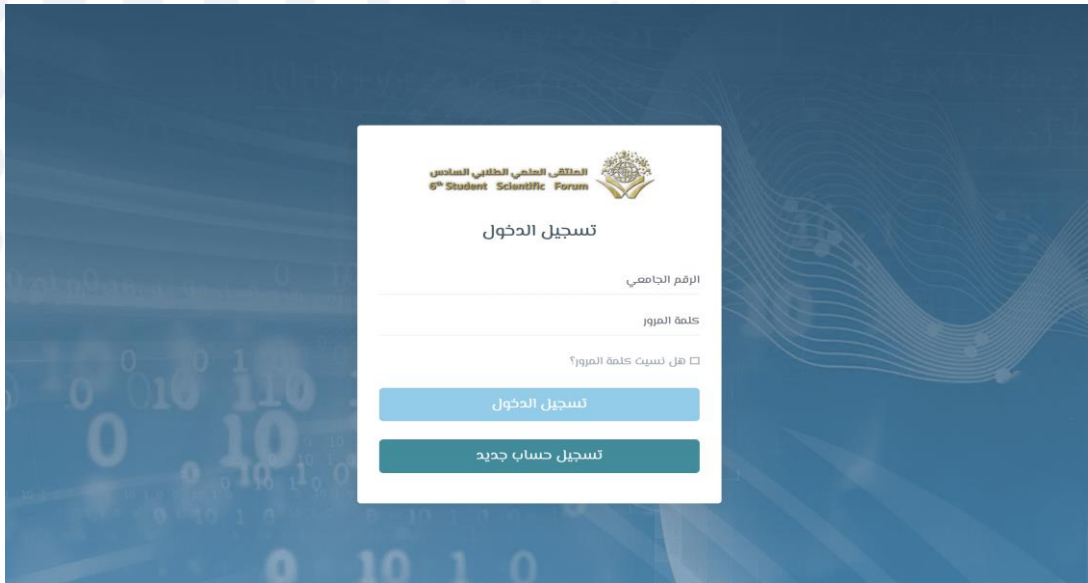 الملتقى العلمي الطلابي السادس
6th Student Scientific Forum
تسجيل الدخول
الرقم الجامعي
كلمة المرور
هل نسيت كلمة المرور؟
تسجيل الدخول
تسجيل حساب جديد